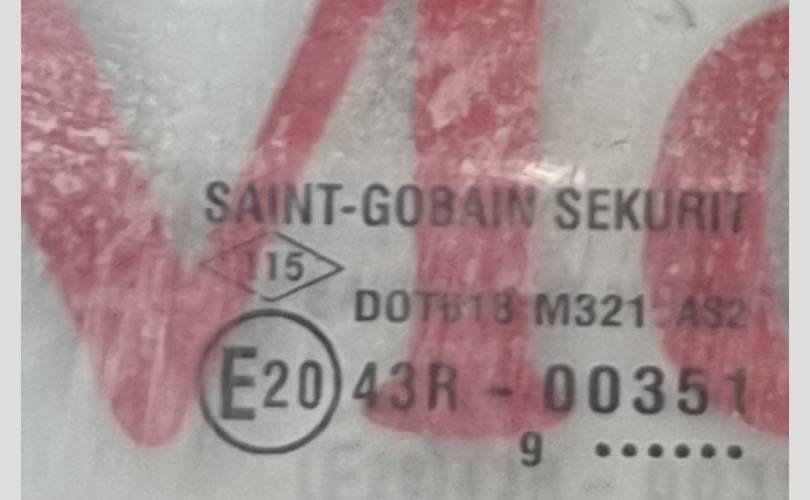 SAINT-GOBAIN SEKURIT
115
DOT618 M321 AS2
E20 43R - 00351
9 ••••••